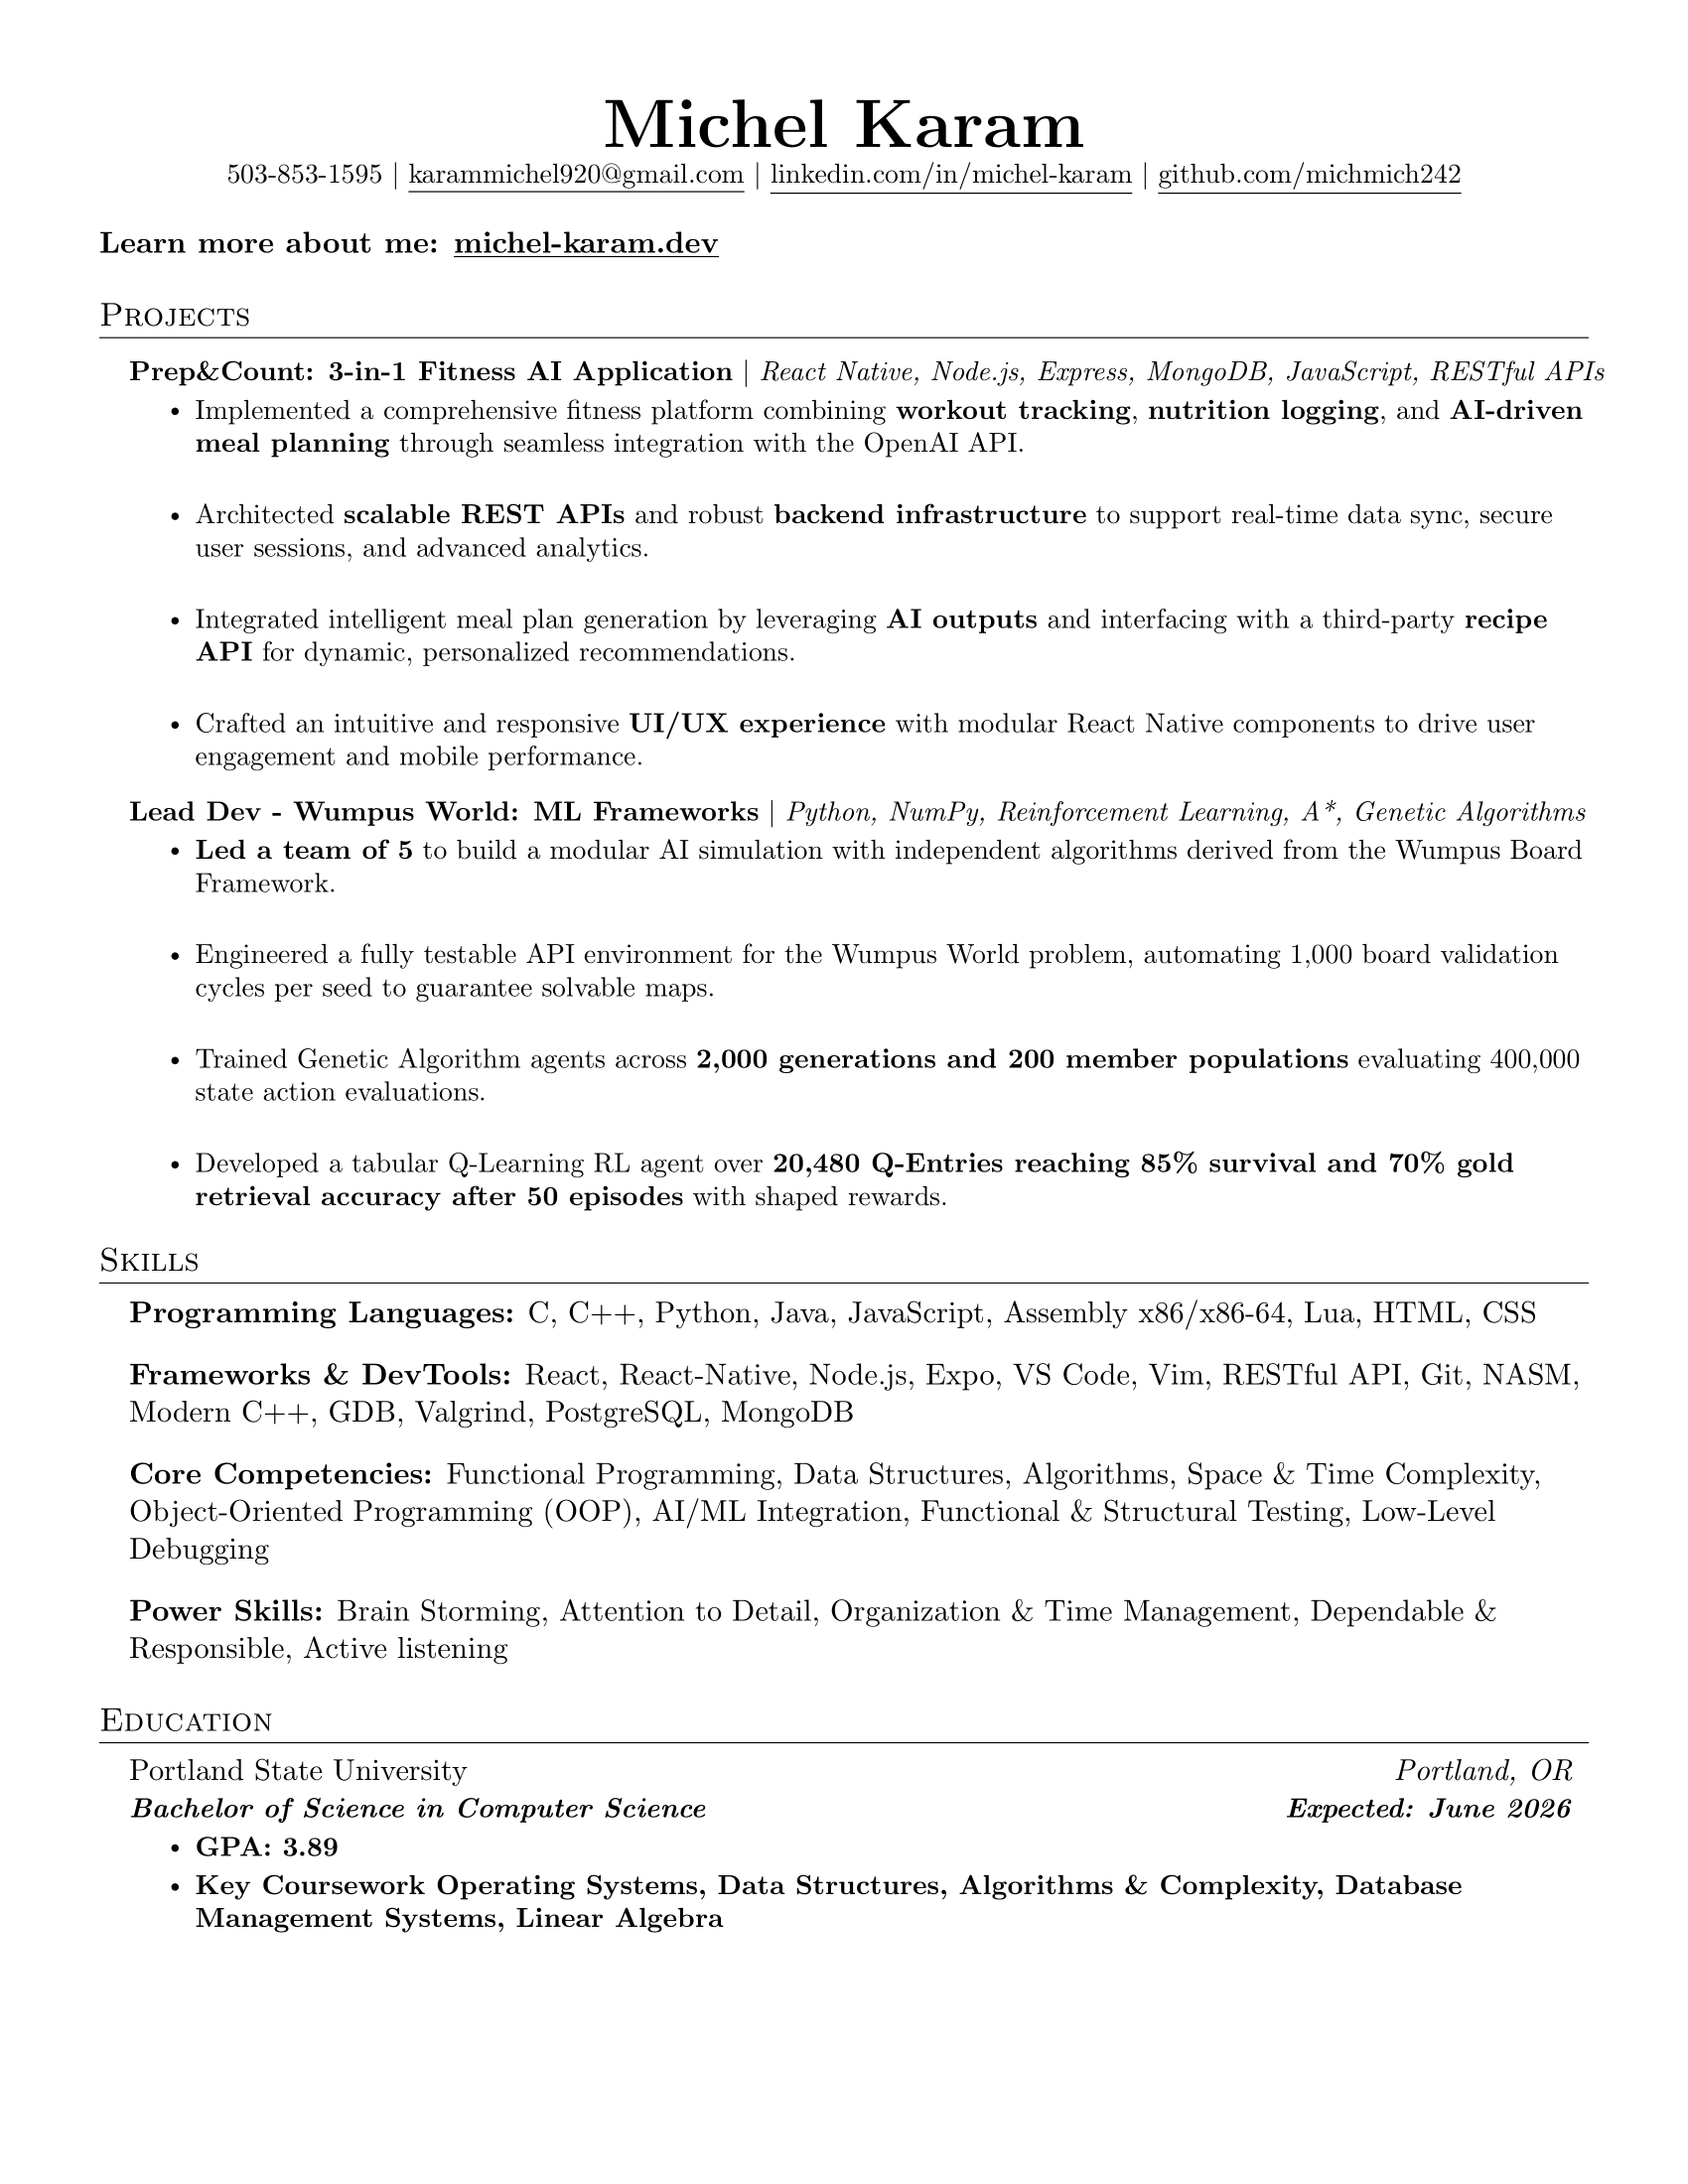 Michel Karam
503-853-1595 | karammichel920@gmail.com | linkedin.com/in/michel-karam | github.com/michmich242
Learn more about me: michel-karam.dev
Projects
Prep&Count: 3-in-1 Fitness AI Application | React Native, Node.js, Express, MongoDB, JavaScript, RESTful APIs
• Implemented a comprehensive fitness platform combining workout tracking, nutrition logging, and AI-driven
meal planning through seamless integration with the OpenAI API.
• Architected scalable REST APIs and robust backend infrastructure to support real-time data sync, secure
user sessions, and advanced analytics.
• Integrated intelligent meal plan generation by leveraging AI outputs and interfacing with a third-party recipe
API for dynamic, personalized recommendations.
• Crafted an intuitive and responsive UI/UX experience with modular React Native components to drive user
engagement and mobile performance.
Lead Dev - Wumpus World: ML Frameworks | Python, NumPy, Reinforcement Learning, A*, Genetic Algorithms
• Led a team of 5 to build a modular AI simulation with independent algorithms derived from the Wumpus Board
Framework.
• Engineered a fully testable API environment for the Wumpus World problem, automating 1,000 board validation
cycles per seed to guarantee solvable maps.
• Trained Genetic Algorithm agents across 2,000 generations and 200 member populations evaluating 400,000
state action evaluations.
• Developed a tabular Q-Learning RL agent over 20,480 Q-Entries reaching 85% survival and 70% gold
retrieval accuracy after 50 episodes with shaped rewards.
Skills
Programming Languages: C, C++, Python, Java, JavaScript, Assembly x86/x86-64, Lua, HTML, CSS
Frameworks & DevTools: React, React-Native, Node.js, Expo, VS Code, Vim, RESTful API, Git, NASM,
Modern C++, GDB, Valgrind, PostgreSQL, MongoDB
Core Competencies: Functional Programming, Data Structures, Algorithms, Space & Time Complexity,
Object-Oriented Programming (OOP), AI/ML Integration, Functional & Structural Testing, Low-Level
Debugging
Power Skills: Brain Storming, Attention to Detail, Organization & Time Management, Dependable &
Responsible, Active listening
Education
Portland State University Portland, OR
Bachelor of Science in Computer Science Expected: June 2026
• GPA: 3.89
• Key Coursework Operating Systems, Data Structures, Algorithms & Complexity, Database
Management Systems, Linear Algebra